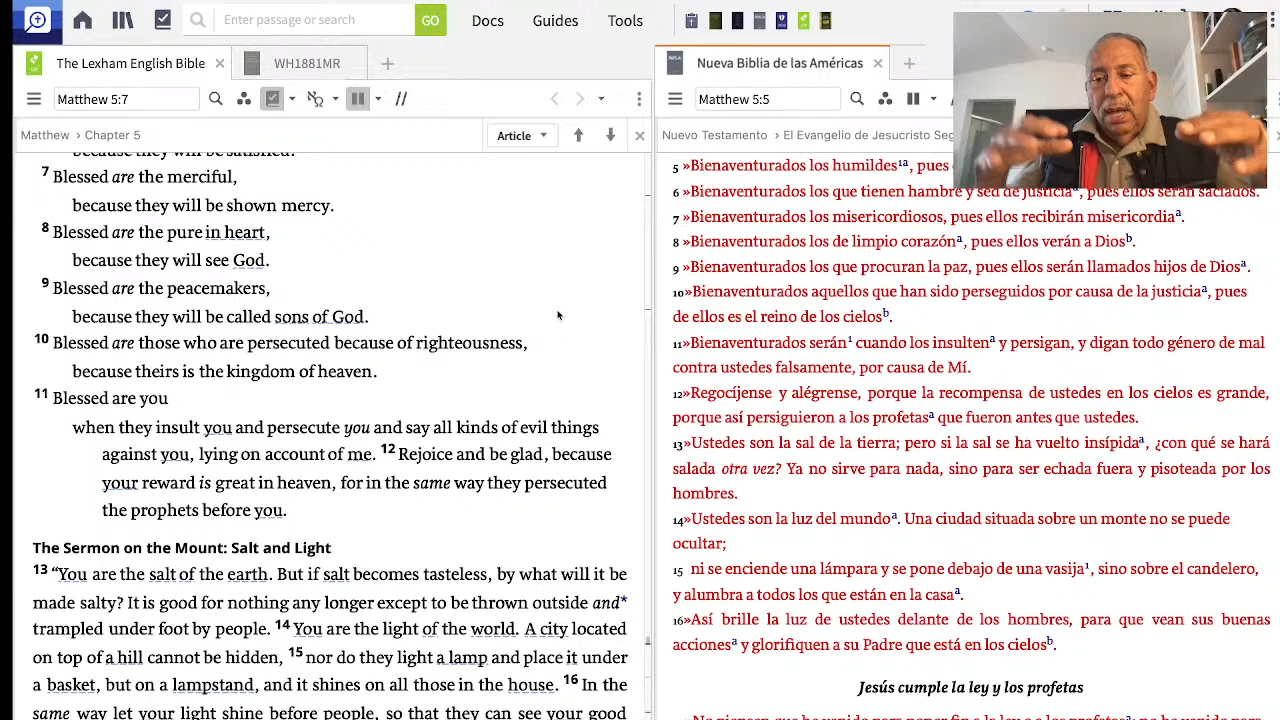 Enter passage or search
GO
Docs
Guides
Tools
The Lexham English Bible
WH1881MR
Matthew 5:7
Matthew > Chapter 5
Article
because they will be satisfied.
7 Blessed are the merciful,
because they will be shown mercy.
8 Blessed are the pure in heart,
because they will see God.
9 Blessed are the peacemakers,
because they will be called sons of God.
10 Blessed are those who are persecuted because of righteousness,
because theirs is the kingdom of heaven.
11 Blessed are you
when they insult you and persecute you and say all kinds of evil things
against you, lying on account of me. 12 Rejoice and be glad, because
your reward is great in heaven, for in the same way they persecuted
the prophets before you.
The Sermon on the Mount: Salt and Light
13 “You are the salt of the earth. But if salt becomes tasteless, by what will it be
made salty? It is good for nothing any longer except to be thrown outside and*
trampled under foot by people. 14 You are the light of the world. A city located
on top of a hill cannot be hidden, 15 nor do they light a lamp and place it under
a basket, but on a lampstand, and it shines on all those in the house. 16 In the
same way let your light shine before people, so that they can see your good
Nueva Biblia de las Américas
Matthew 5:5
Nuevo Testamento > El Evangelio de Jesucristo Seg
5 »Bienaventurados los humildes1a, pues
6 »Bienaventurados los que tienen hambre y sed de justicia, pues ellos serán saciados.
7 »Bienaventurados los misericordiosos, pues ellos recibirán misericordiaa.
8 »Bienaventurados los de limpio corazóna, pues ellos verán a Diosb.
9 »Bienaventurados los que procuran la paz, pues ellos serán llamados hijos de Diosa.
10 »Bienaventurados aquellos que han sido perseguidos por causa de la justiciaa, pues
de ellos es el reino de los cielosb.
11 »Bienaventurados serán1 cuando los insultena y persigan, y digan todo género de mal
contra ustedes falsamente, por causa de Mí.
12 »Regocíjense y alégrense, porque la recompensa de ustedes en los cielos es grande,
porque así persiguieron a los profetasa que fueron antes que ustedes.
13 »Ustedes son la sal de la tierra; pero si la sal se ha vuelto insípidaa, ¿con qué se hará
salada otra vez? Ya no sirve para nada, sino para ser echada fuera y pisoteada por los
hombres.
14 »Ustedes son la luz del mundoa. Una ciudad situada sobre un monte no se puede
ocultar;
15 ni se enciende una lámpara y se pone debajo de una vasija1, sino sobre el candelero,
y alumbra a todos los que están en la casaa.
16 »Así brille la luz de ustedes delante de los hombres, para que vean sus buenas
accionesa y glorifiquen a su Padre que está en los cielosb.
Jesús cumple la ley y los profetas